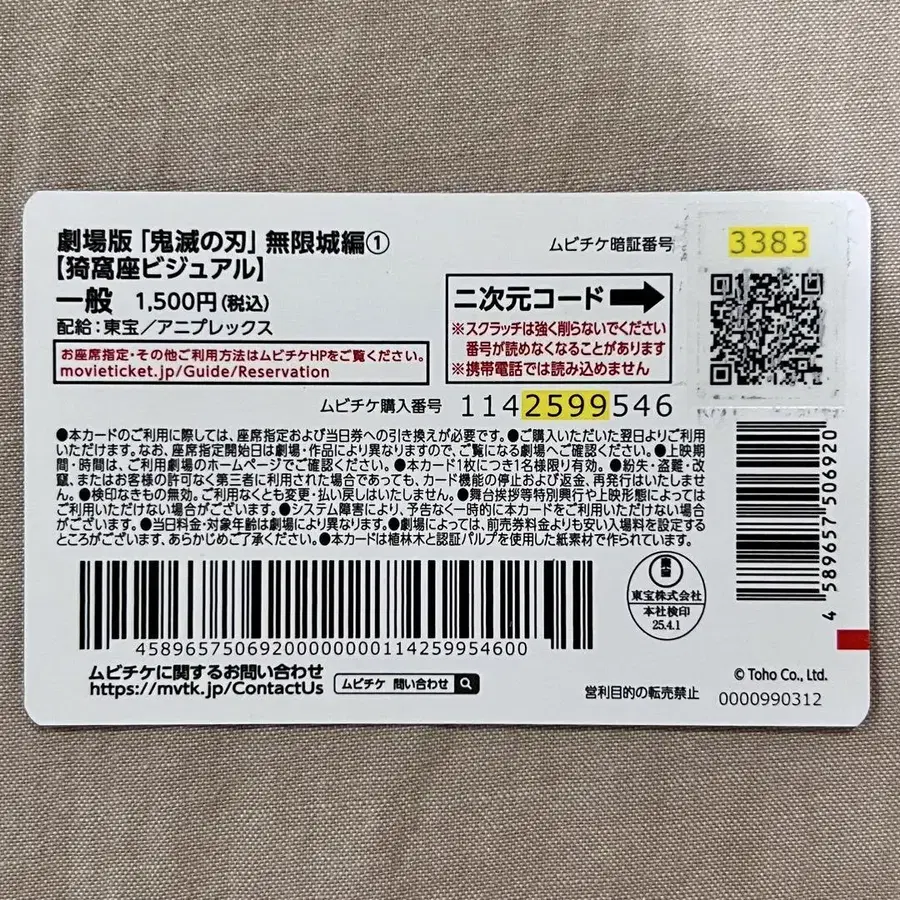 劇場版「鬼滅の刃」無限城編①
【猗窩座ビジュアル】
一般 1,500円(税込)
配給:東宝/アニプレックス
お座席指定・その他ご利用方法はムビチケHPをご覧ください。
movieticket.jp/Guide/Reservation
ムビチケ暗証番号 3383
二次元コード
※スクラッチは強く削らないでください
番号が読めなくなることがあります
※携帯電話では読み込めません
ムビチケ購入番号 1142599546
●本カードのご利用に際しては、座席指定および当日券への引き換えが必要です。●ご購入いただいた翌日よりご利用
いただけます。なお、座席指定開始日は劇場・作品により異なりますので、ご覧になる劇場へご確認ください。●上映期
間・時間は、ご利用劇場のホームページでご確認ください。●本カード1枚につき1名様限り有効。●紛失・盗難・改
竄、またはお客様の許可なく第三者に利用された場合であっても、カード機能の停止および返金、再発行はいたしませ
ん。●検印なきもの無効。ご利用なくとも変更・払い戻しはいたしません。●舞台挨拶等特別興行や上映形態によっては
ご利用いただけない場合がございます。●システム障害により、予告なく一時的に本カードをご利用いただけない場合
がございます。●当日料金・対象年齢は劇場により異なります。●劇場によっては、前売券料金よりも安い入場料を設定する
ところがございます、あらかじめご了承ください。●本カードは植林木と認証パルプを使用した紙素材で作られています。
45896575069200000000114259954600
4 589657 506920
東宝
東宝株式会社
本社検印
25.4.1
ムビチケに関するお問い合わせ
https://mvtk.jp/ContactUs
ムビチケ 問い合わせ
営利目的の転売禁止
© Toho Co., Ltd.
0000990312